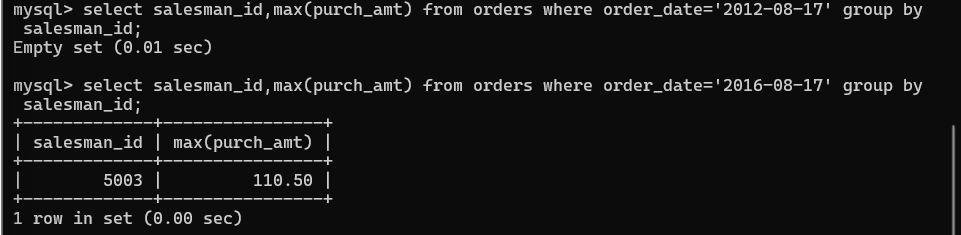 mysql> select salesman_id,max(purch_amt) from orders where order_date='2012-08-17' group by
 salesman_id;
Empty set (0.01 sec)
mysql> select salesman_id,max(purch_amt) from orders where order_date='2016-08-17' group by
 salesman_id;
+-------------+----------------+
| salesman_id | max(purch_amt) |
+-------------+----------------+
|        5003 |         110.50 |
+-------------+----------------+
1 row in set (0.00 sec)